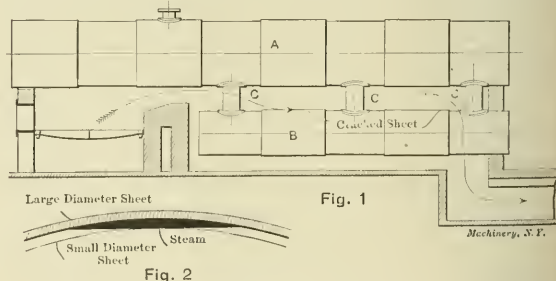 A
C
C
C
B
Cracked Sheet
Fig. 1
Large Diameter Sheet
Steam
Small Diameter
Sheet
Machinery, N.Y.
Fig. 2